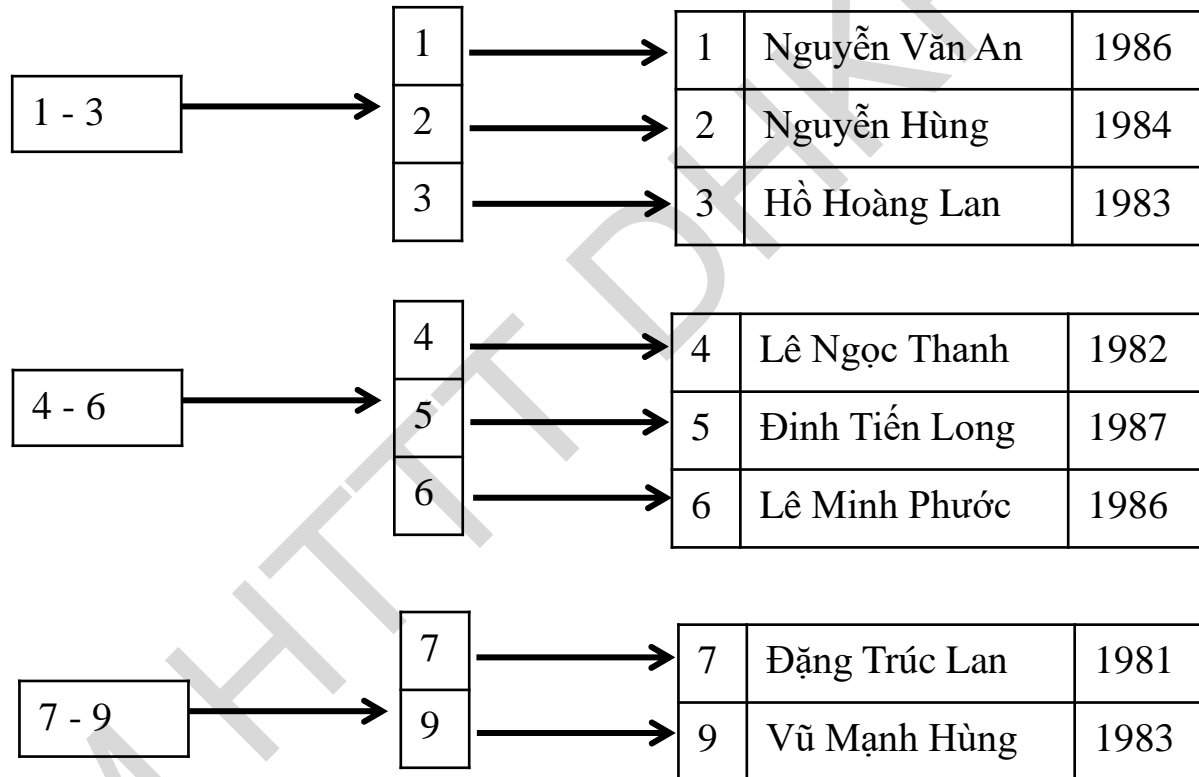 1 - 3
1
2
3
1 Nguyễn Văn An 1986
2 Nguyễn Hùng 1984
3 Hồ Hoàng Lan 1983
4 - 6
4
5
6
4 Lê Ngọc Thanh 1982
5 Đinh Tiến Long 1987
6 Lê Minh Phước 1986
7 - 9
7
9
7 Đặng Trúc Lan 1981
9 Vũ Mạnh Hùng 1983
M HTTT DHK